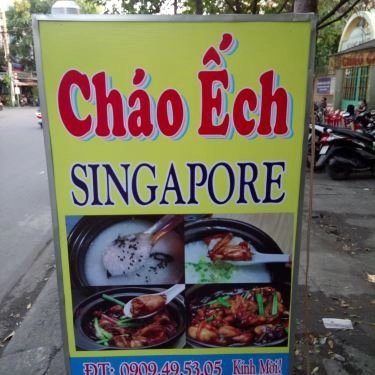 Cháo Ếch
SINGAPORE
ĐT: 0909.49.53.05 Kính Mời!